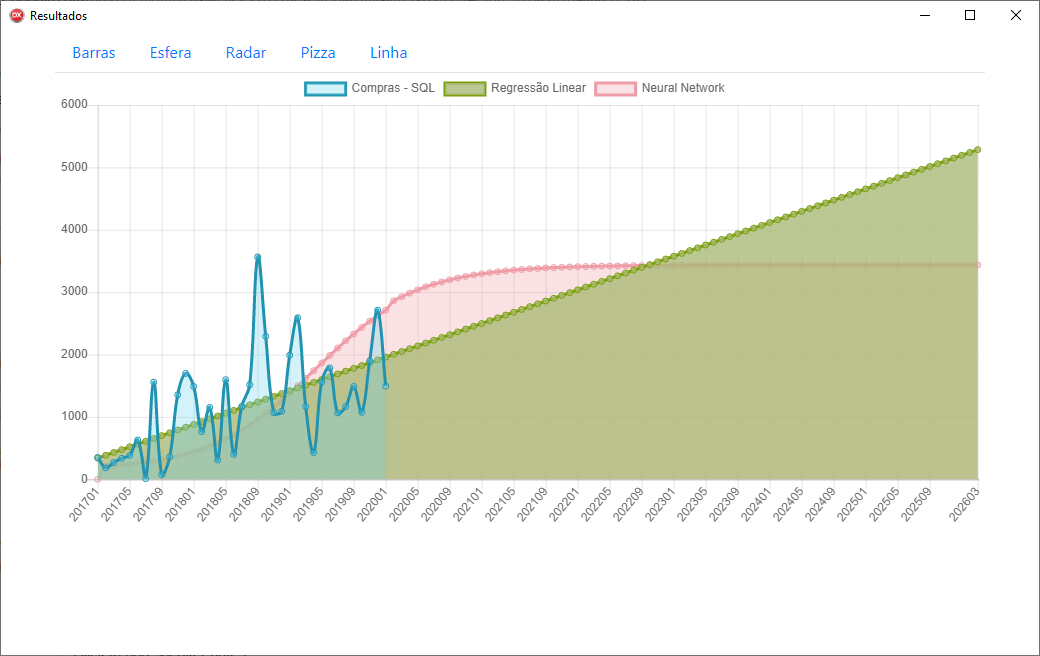 DX Resultados
Barras Esfera Radar Pizza Linha
Compras - SQL Regressão Linear Neural Network
6000
5000
4000
3000
2000
1000
0
201701 201705 201709 201801 201805 201809 201901 201905 201909 202001 202005 202009 202101 202105 202109 202201 202205 202209 202301 202305 202309 202401 202405 202409 202501 202505 202509 202603